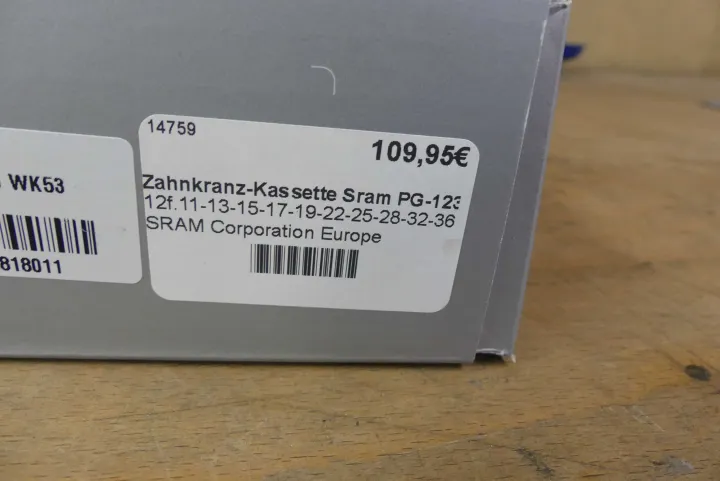 WK53
818011
14759
109,95€
Zahnkranz-Kassette Sram PG-123
12f.11-13-15-17-19-22-25-28-32-36
SRAM Corporation Europe